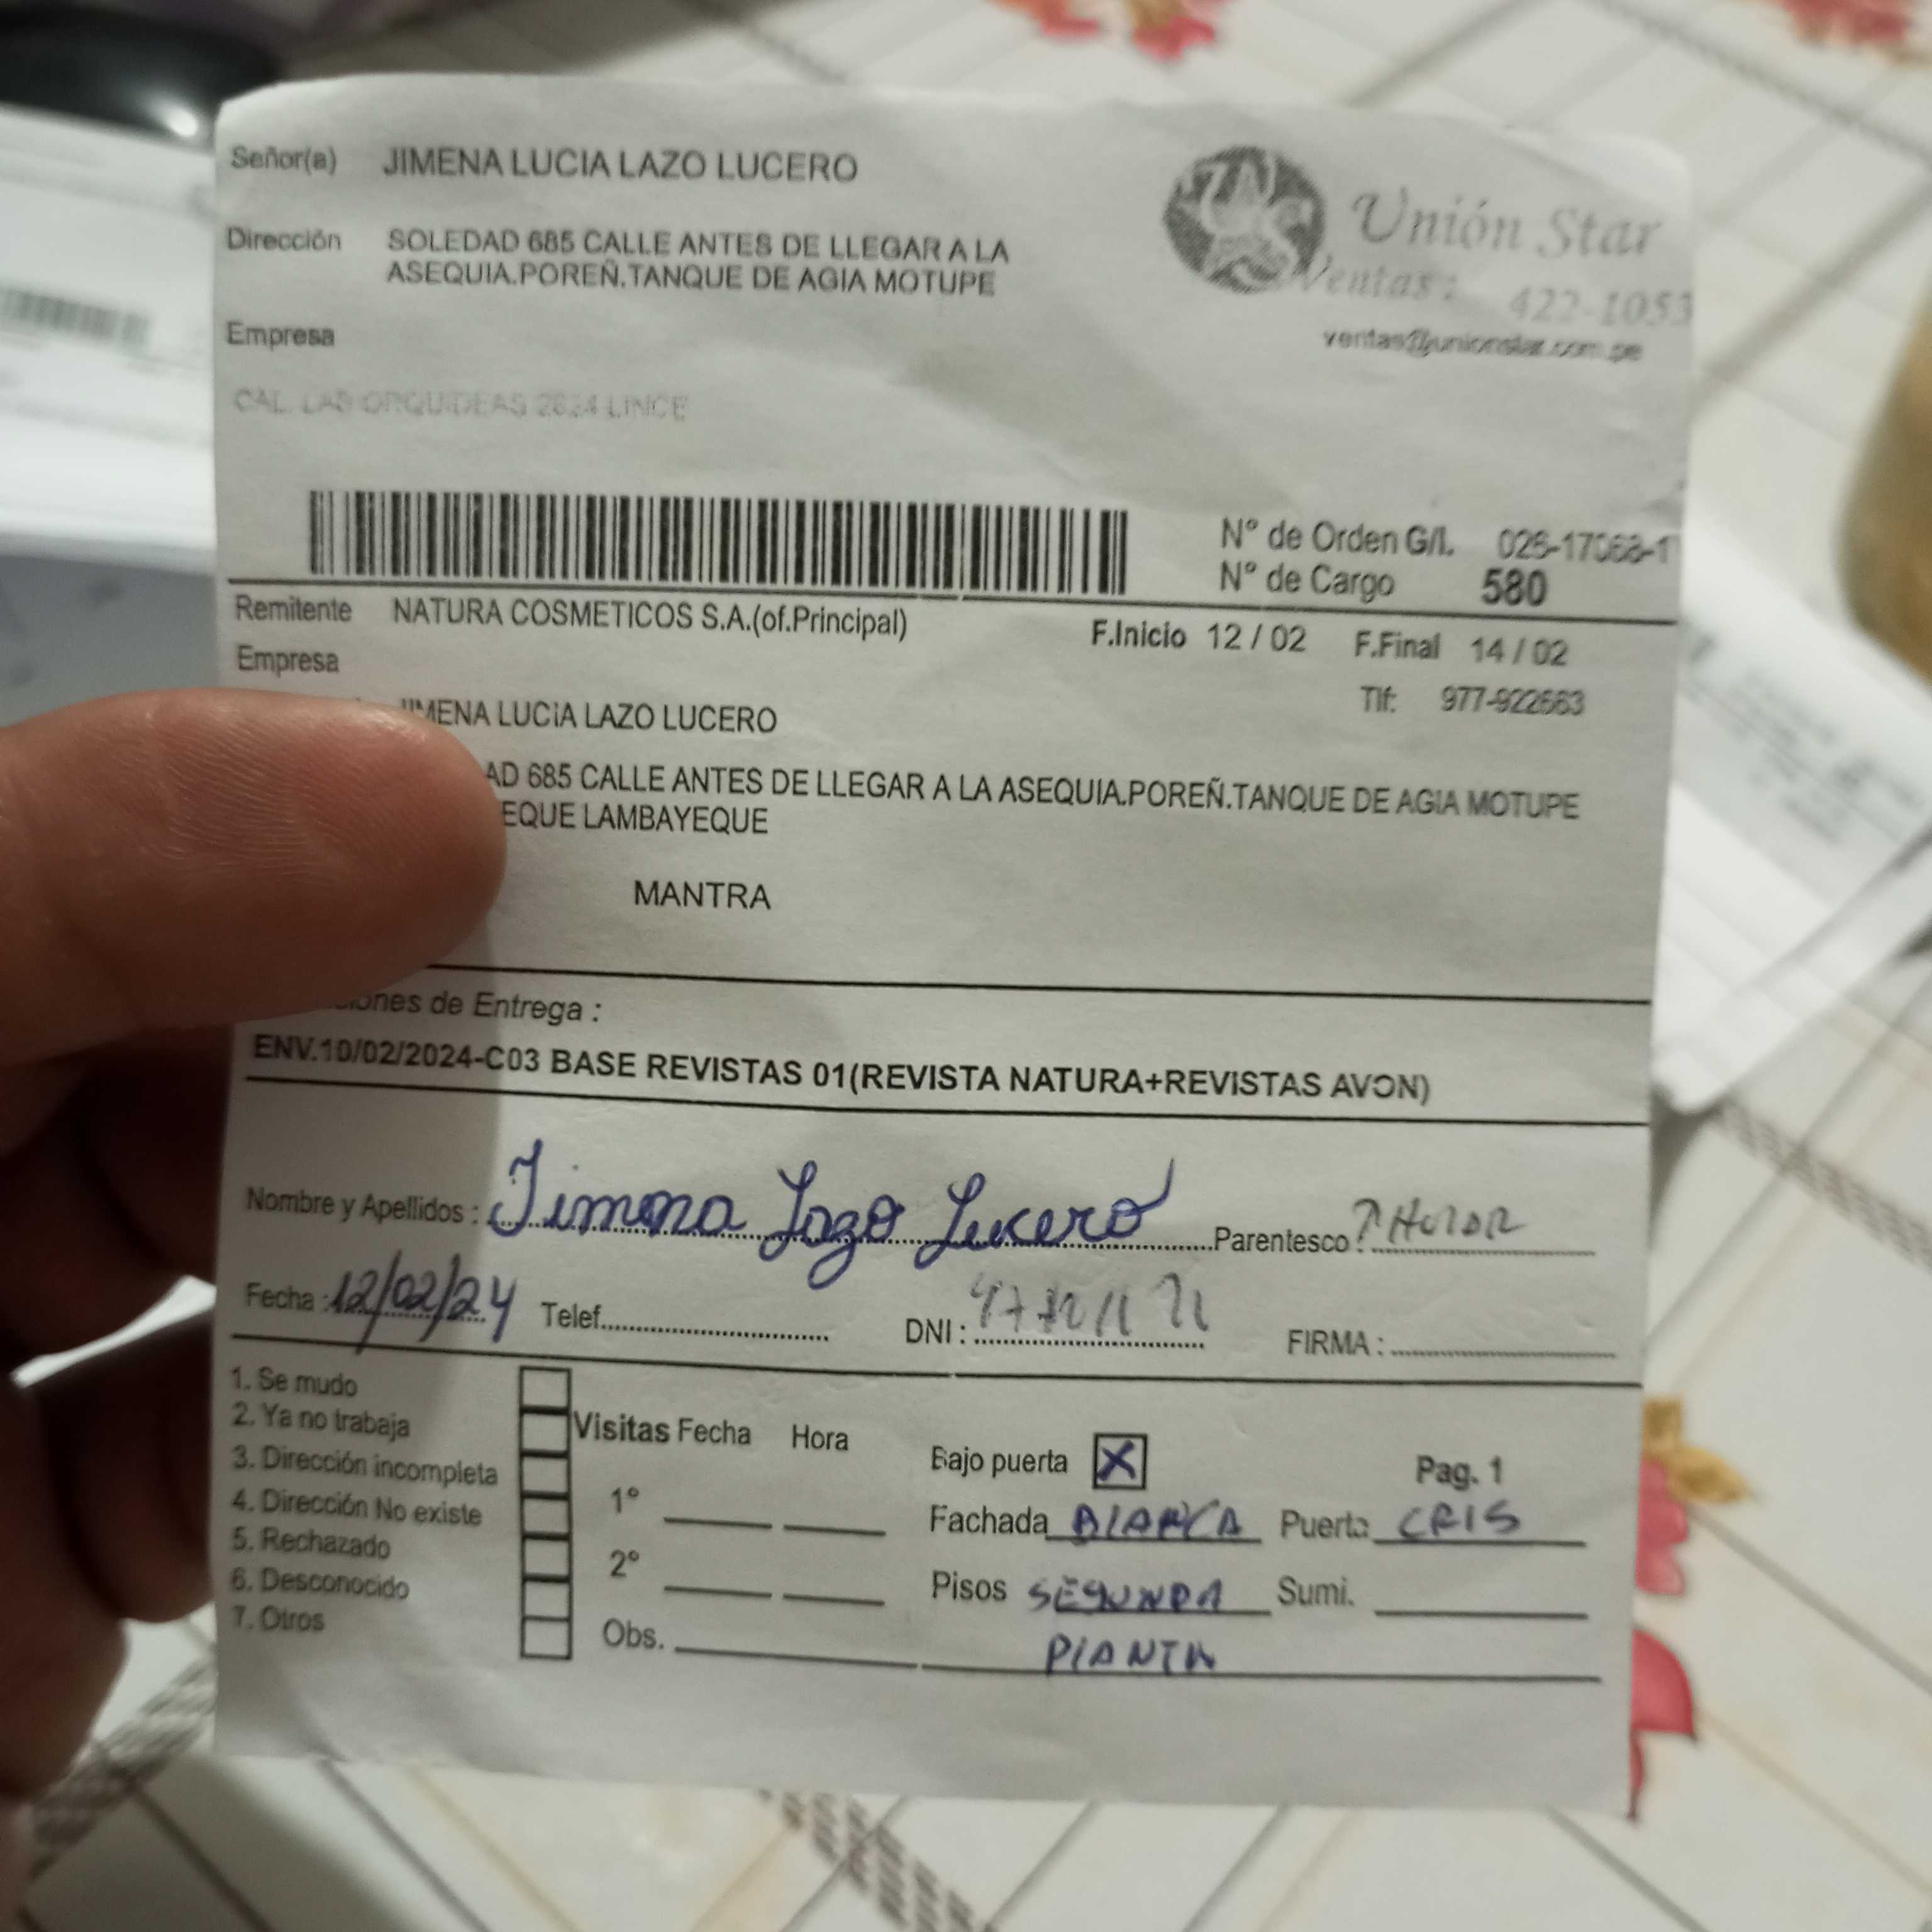 Señor(a) JIMENA LUCIA LAZO LUCERO
Unión Star
Dirección SOLEDAD 685 CALLE ANTES DE LLEGAR A LA
ASEQUIA.POREÑ.TANQUE DE AGIA MOTUPE
Ventas: 422-1053
ventas@unionstar.com.pe
Empresa
CAL. LAS ORQUIDEAS 2624 LINCE
Nº de Orden G/I. 026-17068-1
Nº de Cargo 580
Remitente NATURA COSMETICOS S.A.(of.Principal)
F.Inicio 12 / 02 F.Final 14 / 02
Empresa
Tlf: 977-922663
JIMENA LUCIA LAZO LUCERO
AD 685 CALLE ANTES DE LLEGAR A LA ASEQUIA.POREÑ.TANQUE DE AGIA MOTUPE
EQUE LAMBAYEQUE
MANTRA
iones de Entrega :
ENV.10/02/2024-C03 BASE REVISTAS 01(REVISTA NATURA+REVISTAS AVON)
Nombre y Apellidos : Jimena Lazo Lucero Parentesco :
Fecha : 12/02/24 Telef. DNI : FIRMA :
1. Se mudo
2. Ya no trabaja
3. Dirección incompleta
4. Dirección No existe
5. Rechazado
6. Desconocido
7. Otros
Visitas Fecha Hora
1º
2º
Obs.
Bajo puerta X Pag. 1
Fachada BLANCA Puerta CRIS
Pisos SEGUNDA Sumi.
PLANTA